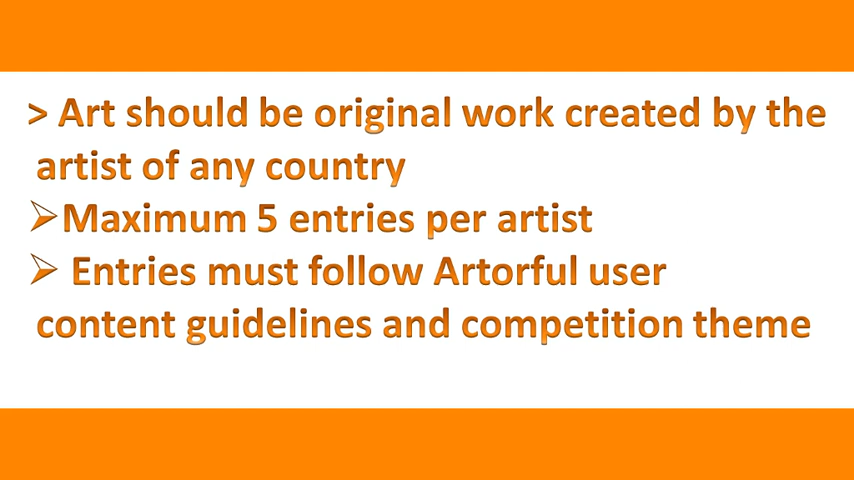 > Art should be original work created by the
artist of any country
➢Maximum 5 entries per artist
➢ Entries must follow Artorful user
content guidelines and competition theme